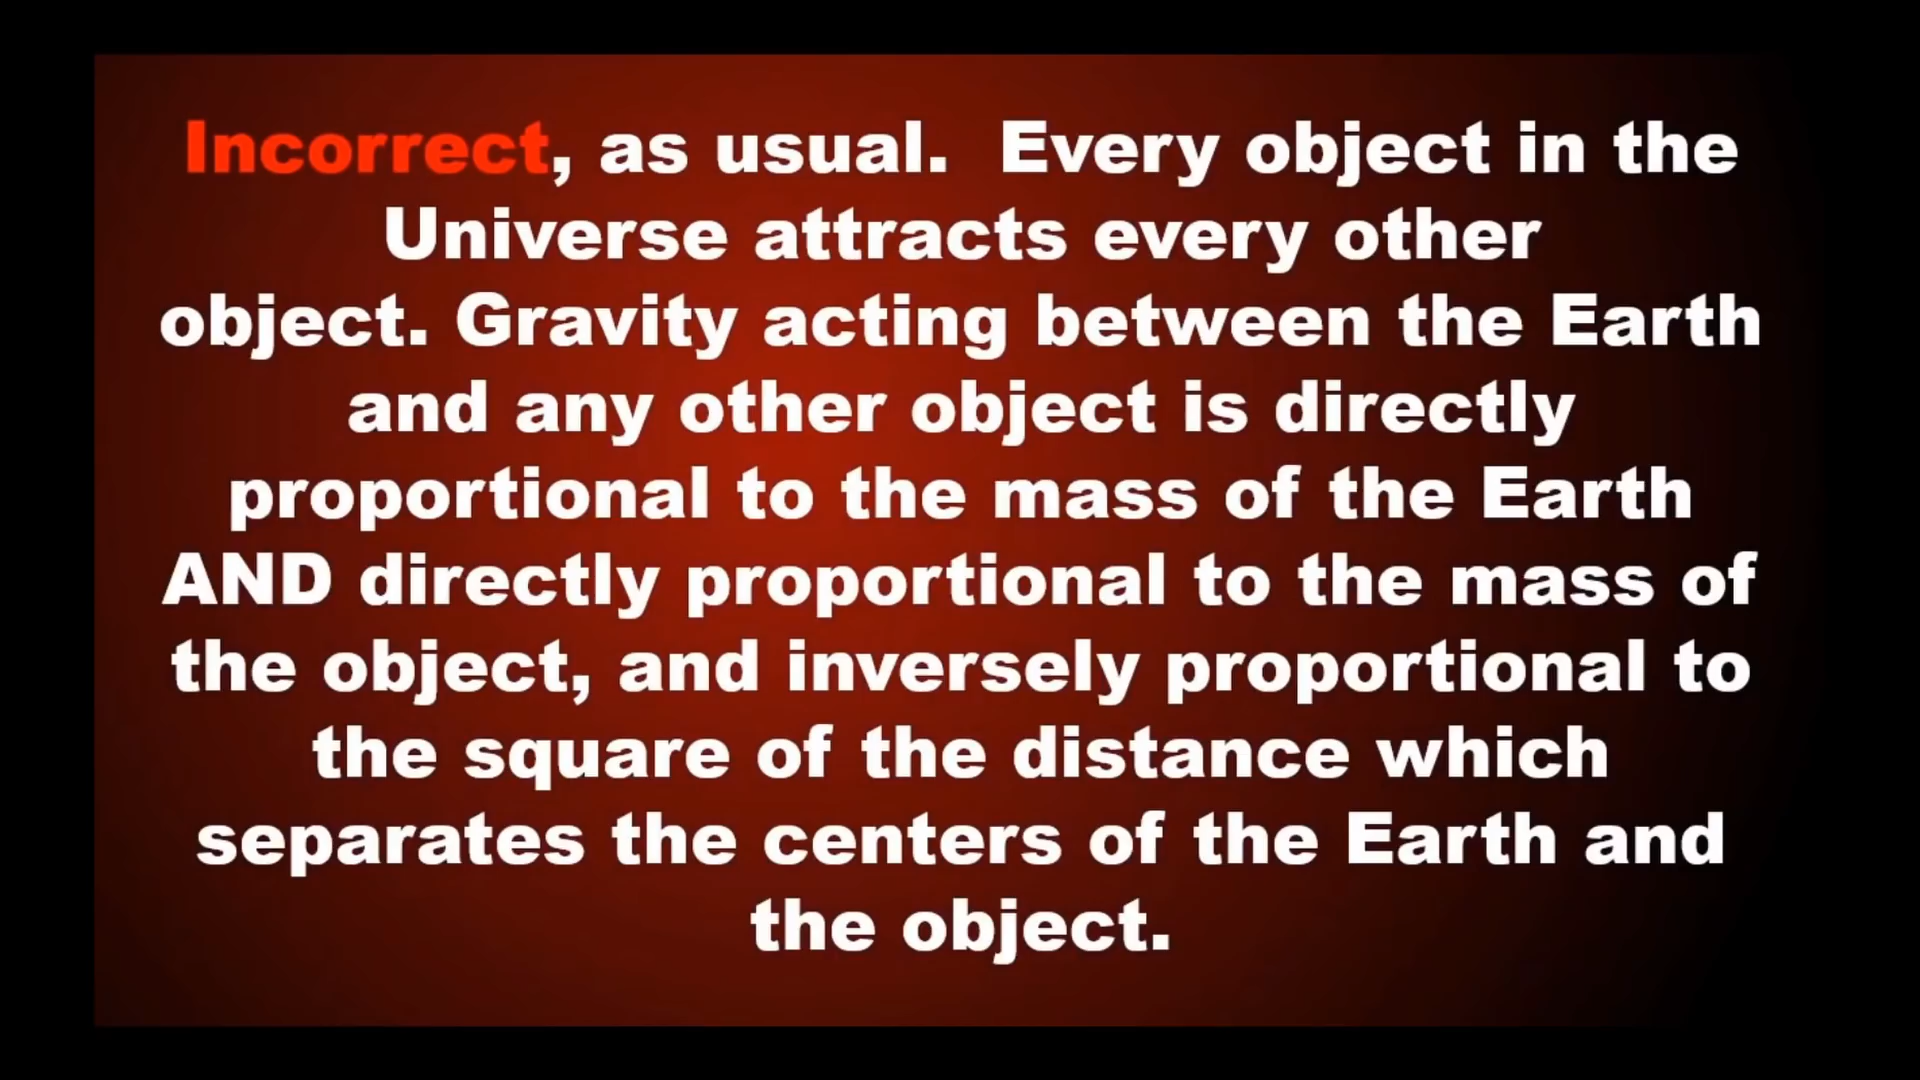 Incorrect, as usual.  Every object in the
Universe attracts every other
object. Gravity acting between the Earth
and any other object is directly
proportional to the mass of the Earth
AND directly proportional to the mass of
the object, and inversely proportional to
the square of the distance which
separates the centers of the Earth and
the object.